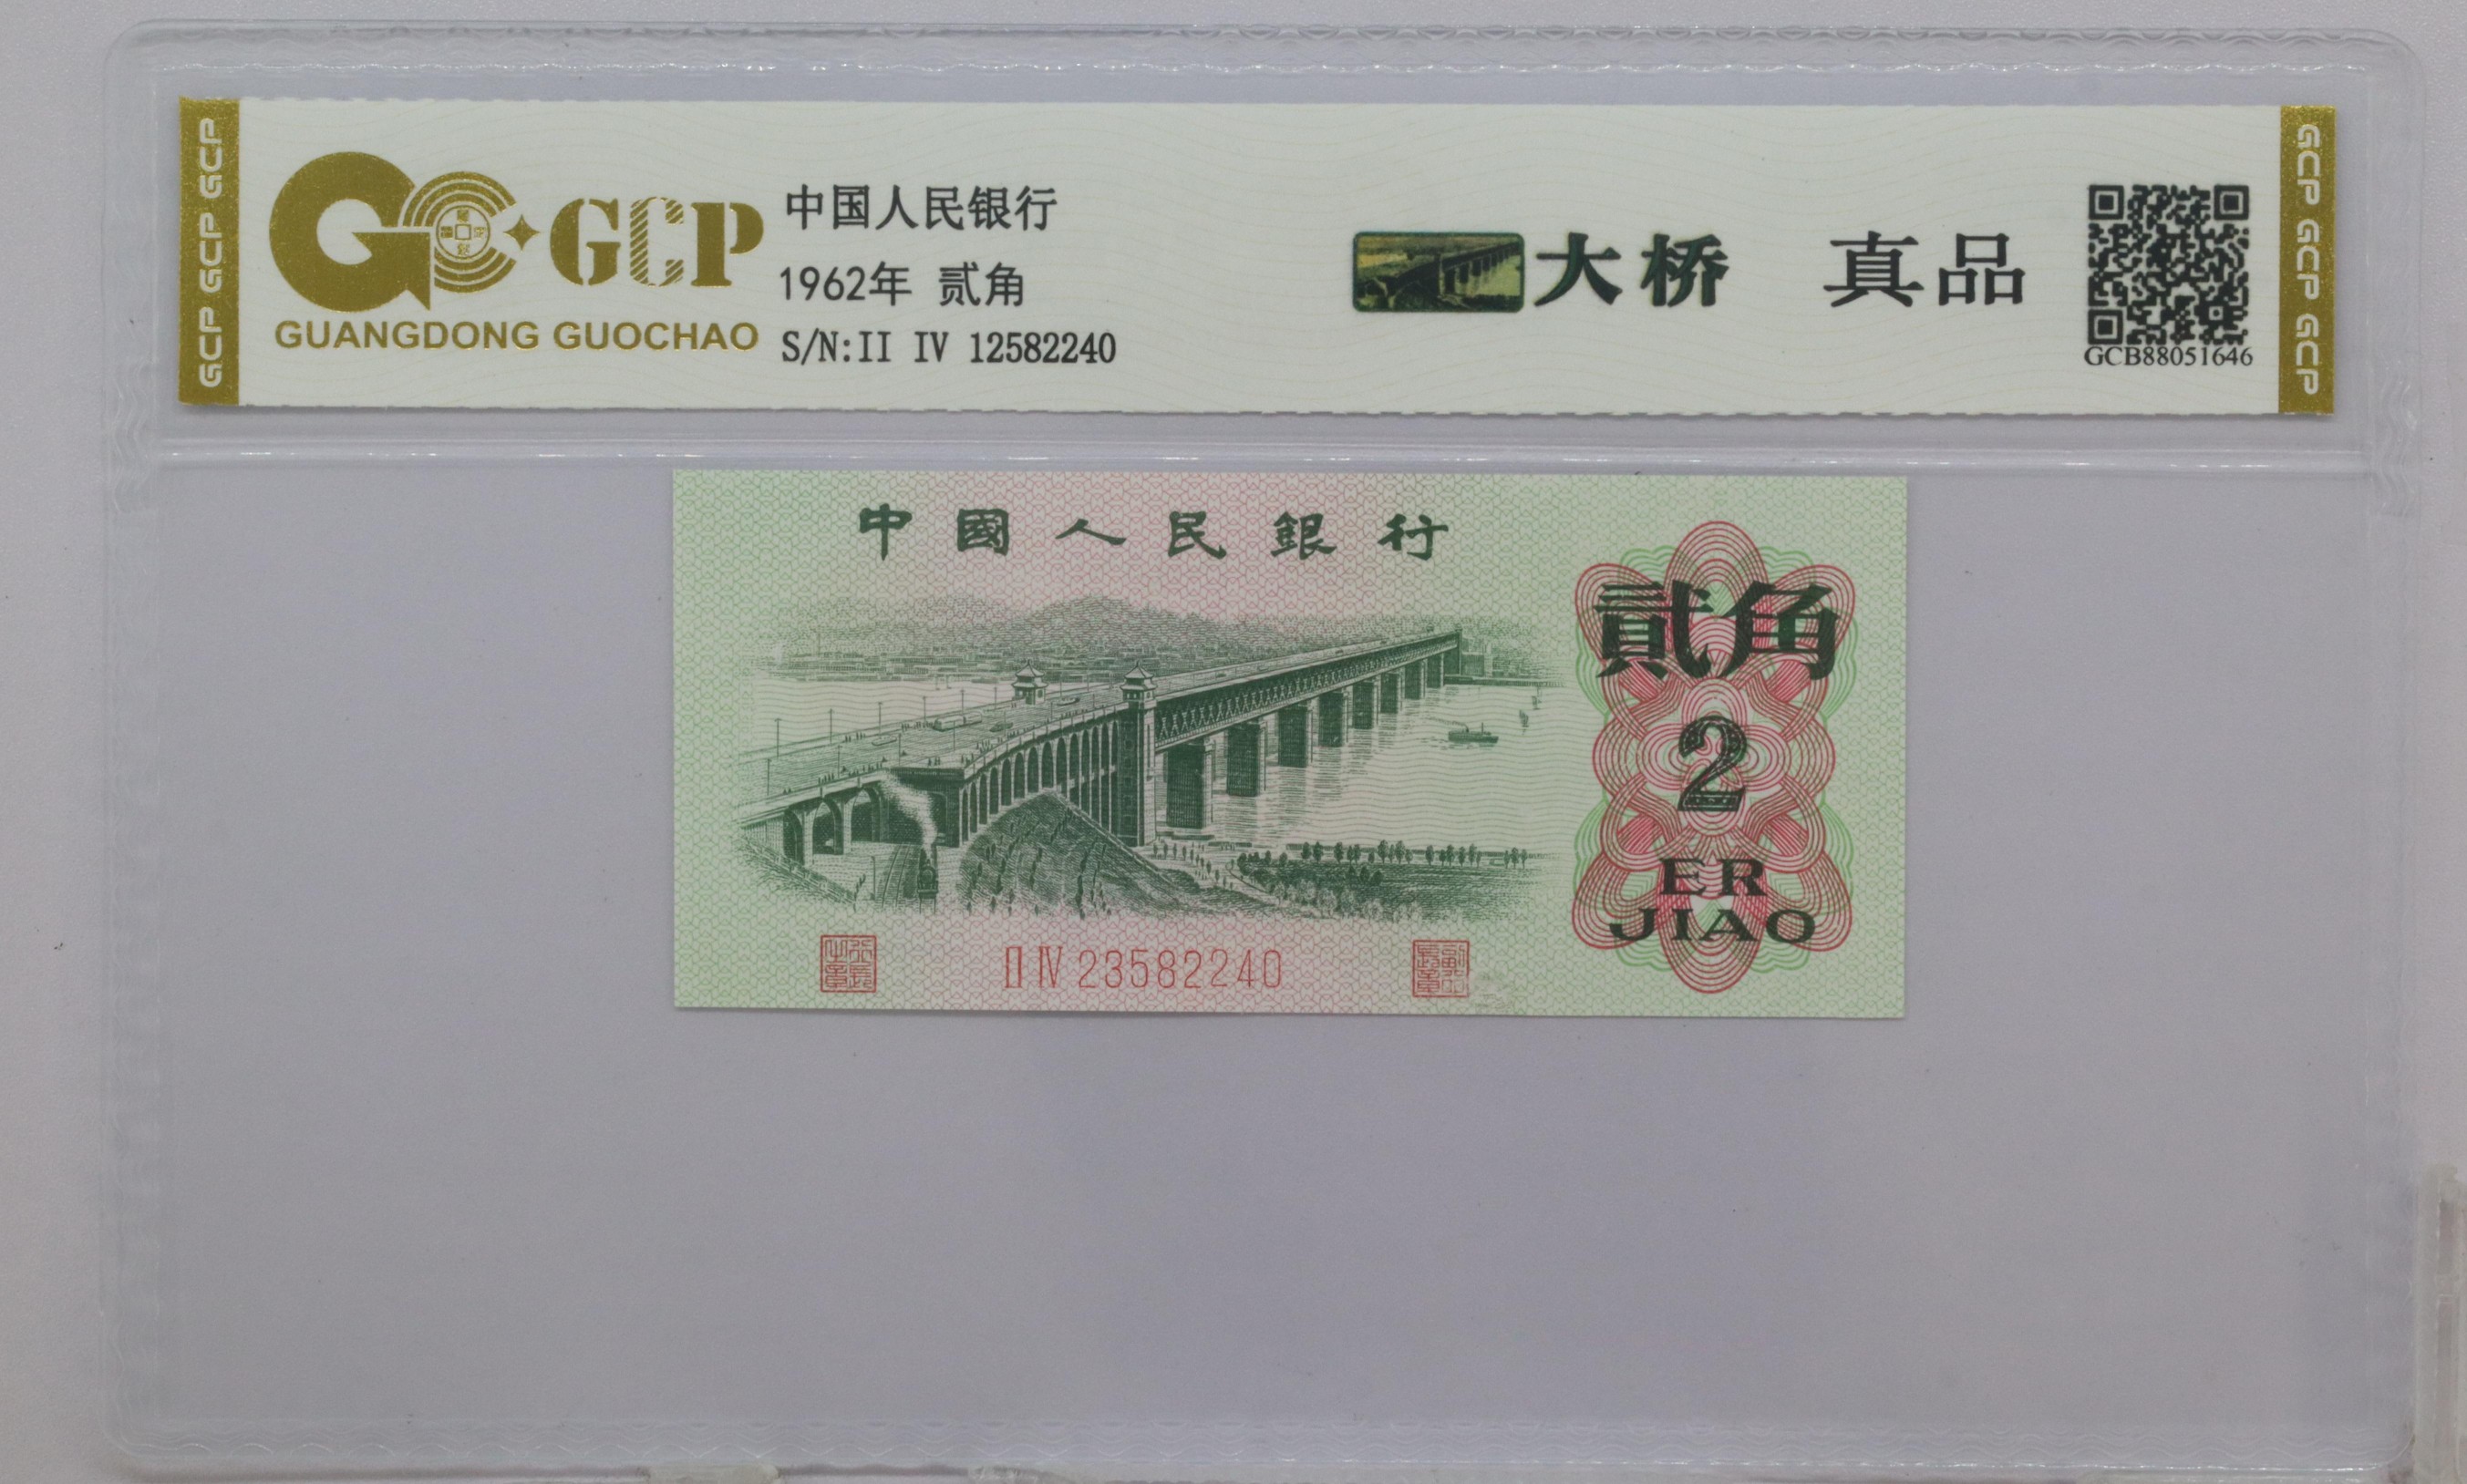 GCP GCP GCP
GCP
GUANGDONG GUOCHAO
中国人民银行
1962年 贰角
S/N:II IV 12582240
大桥 真品
GCB88051646
GCP GCP GCP
中國人民銀行
貳角
2
ER
JIAO
II IV 23582240